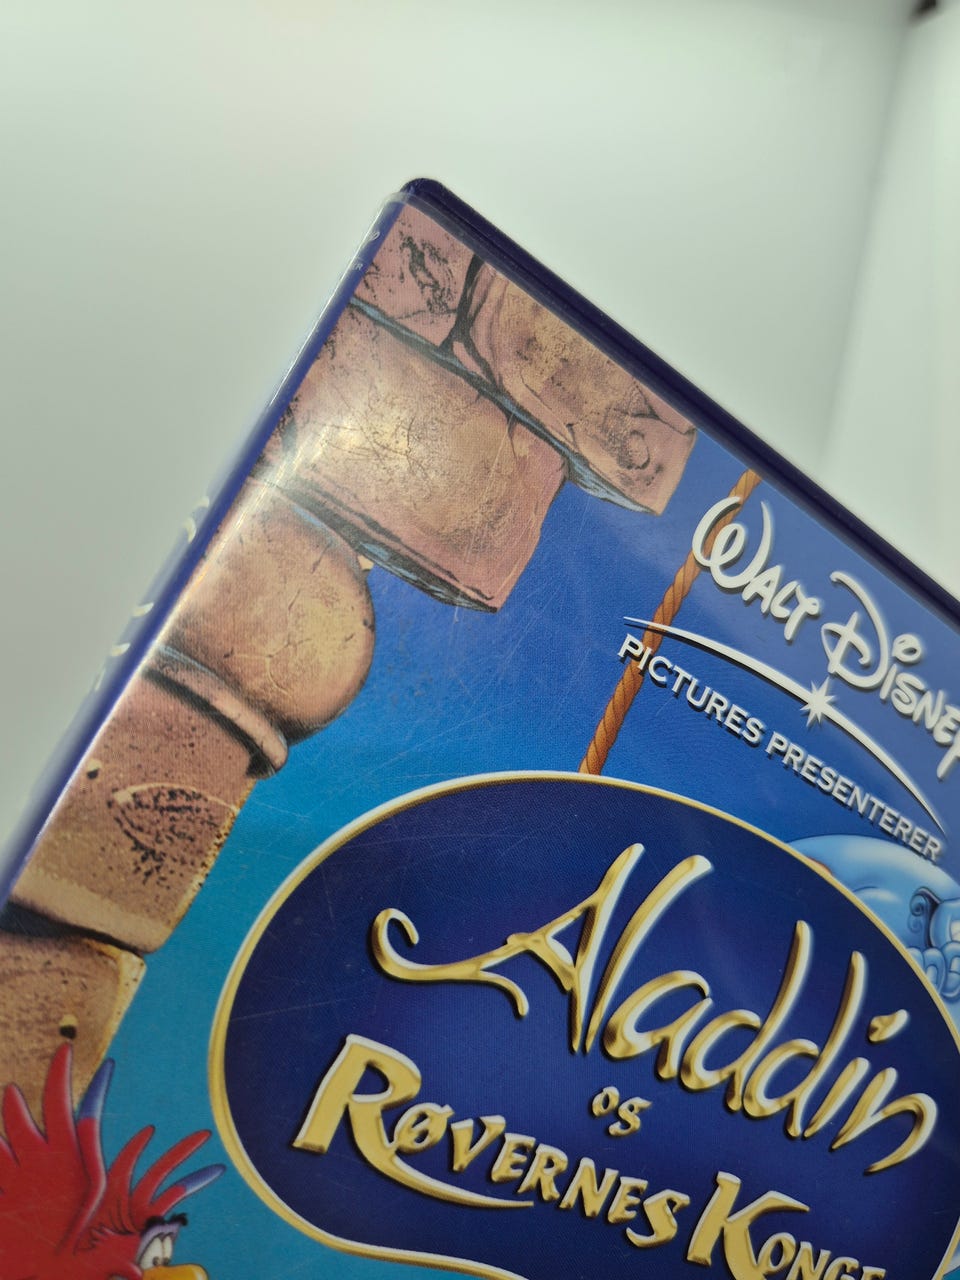 Walt Disney
PICTURES PRESENTERER
Aladdin
og
Røvernes Konge